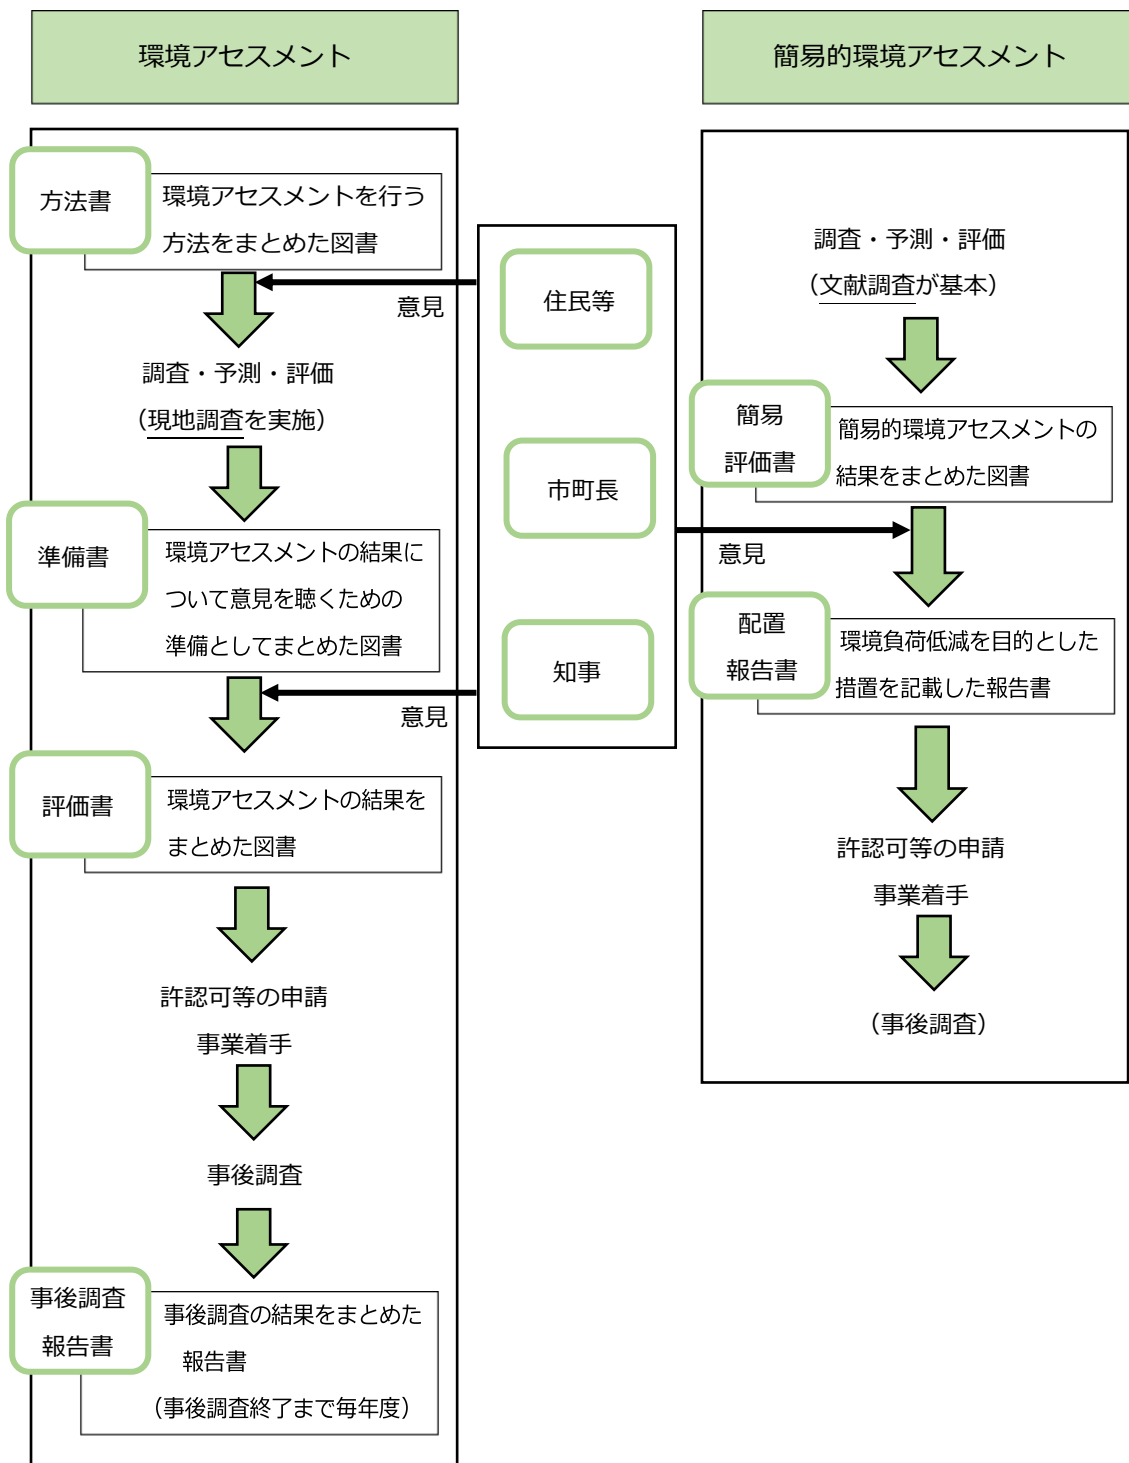 環境アセスメント
方法書
環境アセスメントを行う
方法をまとめた図書
意見
調査・予測・評価
（現地調査を実施）
準備書
環境アセスメントの結果に
ついて意見を聴くための
準備としてまとめた図書
意見
評価書
環境アセスメントの結果を
まとめた図書
許認可等の申請
事業着手
事後調査
事後調査
報告書
事後調査の結果をまとめた
報告書
（事後調査終了まで毎年度）
住民等
市町長
知事
簡易的環境アセスメント
調査・予測・評価
（文献調査が基本）
簡易
評価書
簡易的環境アセスメントの
結果をまとめた図書
意見
配置
報告書
環境負荷低減を目的とした
措置を記載した報告書
許認可等の申請
事業着手
（事後調査）